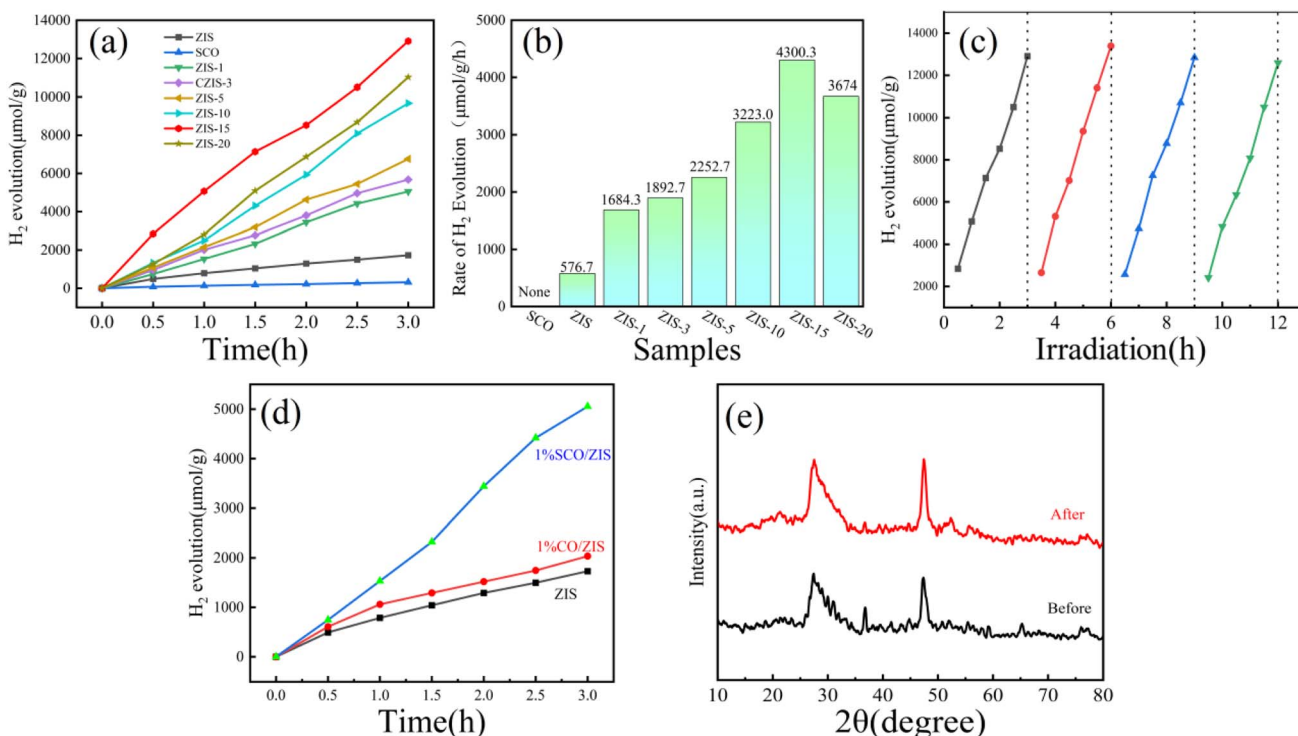 (a)
ZIS
SCO
ZIS-1
CZIS-3
ZIS-5
ZIS-10
ZIS-15
ZIS-20
14000
12000
10000
8000
6000
4000
2000
0
H2 evolution(μmol/g)
0.0 0.5 1.0 1.5 2.0 2.5 3.0
Time(h)
(b)
5000
4000
3000
2000
1000
0
Rate of H2 Evolution（μmol/g/h）
None
576.7
1684.3
1892.7
2252.7
3223.0
4300.3
3674
SCO ZIS ZIS-1 ZIS-3 ZIS-5 ZIS-10 ZIS-15 ZIS-20
Samples
(c)
14000
12000
10000
8000
13000
4000
2000
H2 evolution(μmol/g)
0 2 4 6 8 10 12
Irradiation(h)
(d)
5000
4000
3000
2000
1000
0
H2 evolution(μmol/g)
1%SCO/ZIS
1%CO/ZIS
ZIS
0.0 0.5 1.0 1.5 2.0 2.5 3.0
Time(h)
(e)
Intensity(a.u.)
After
Before
10 20 30 40 50 60 70 80
2θ(degree)